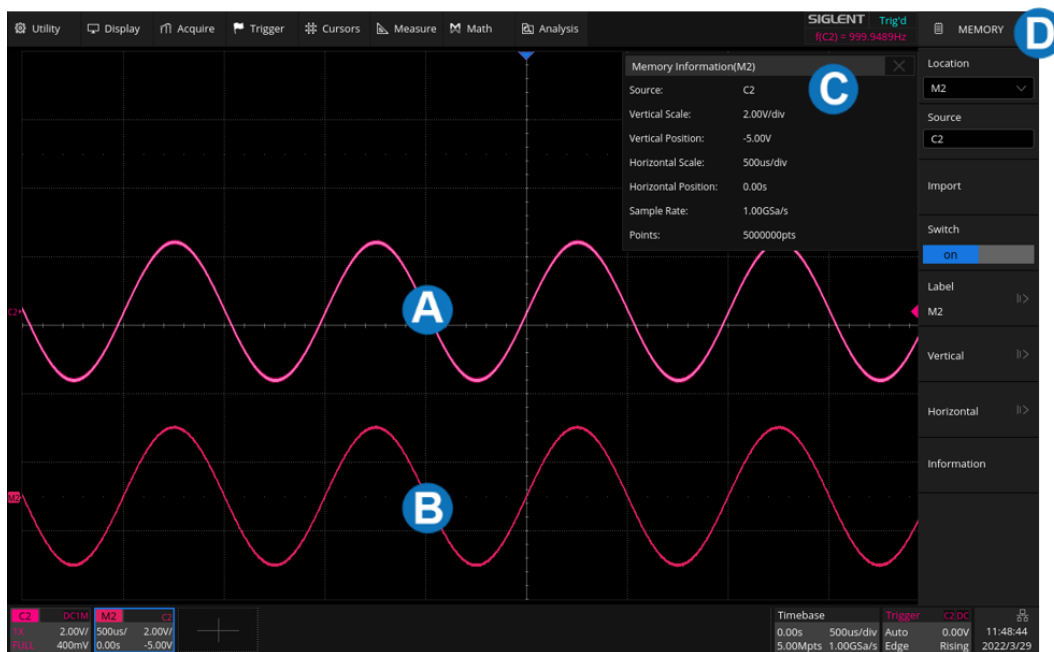 Utility Display Acquire Trigger Cursors Measure Math Analysis
SIGLENT Trig'd
f(C2) = 999.9489Hz
MEMORY
D
Memory Information(M2)
C
Source: C2
Vertical Scale: 2.00V/div
Vertical Position: -5.00V
Horizontal Scale: 500us/div
Horizontal Position: 0.00s
Sample Rate: 1.00GSa/s
Points: 5000000pts
Location
M2
Source
C2
Import
Switch
on
Label
M2
Vertical
Horizontal
Information
C2
A
M2
B
C2 DC1M
1X 2.00V/
FULL 400mV
M2 C2
500us/ 2.00V/
0.00s -5.00V
Timebase
0.00s 500us/div
5.00Mpts 1.00GSa/s
Trigger C2 DC
Auto 0.00V
Edge Rising
11:48:44
2022/3/29